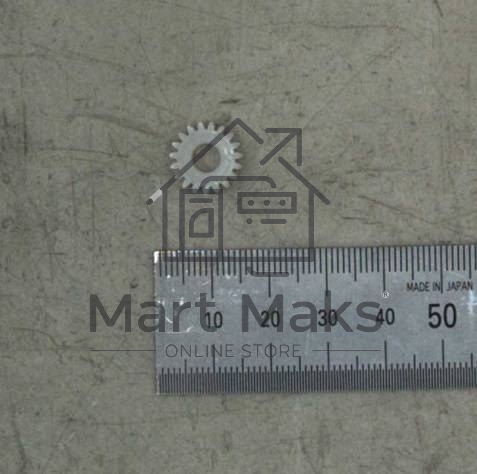 MADE IN JAPAN
Mart Maks®
10 20 30 40 50
ONLINE STORE